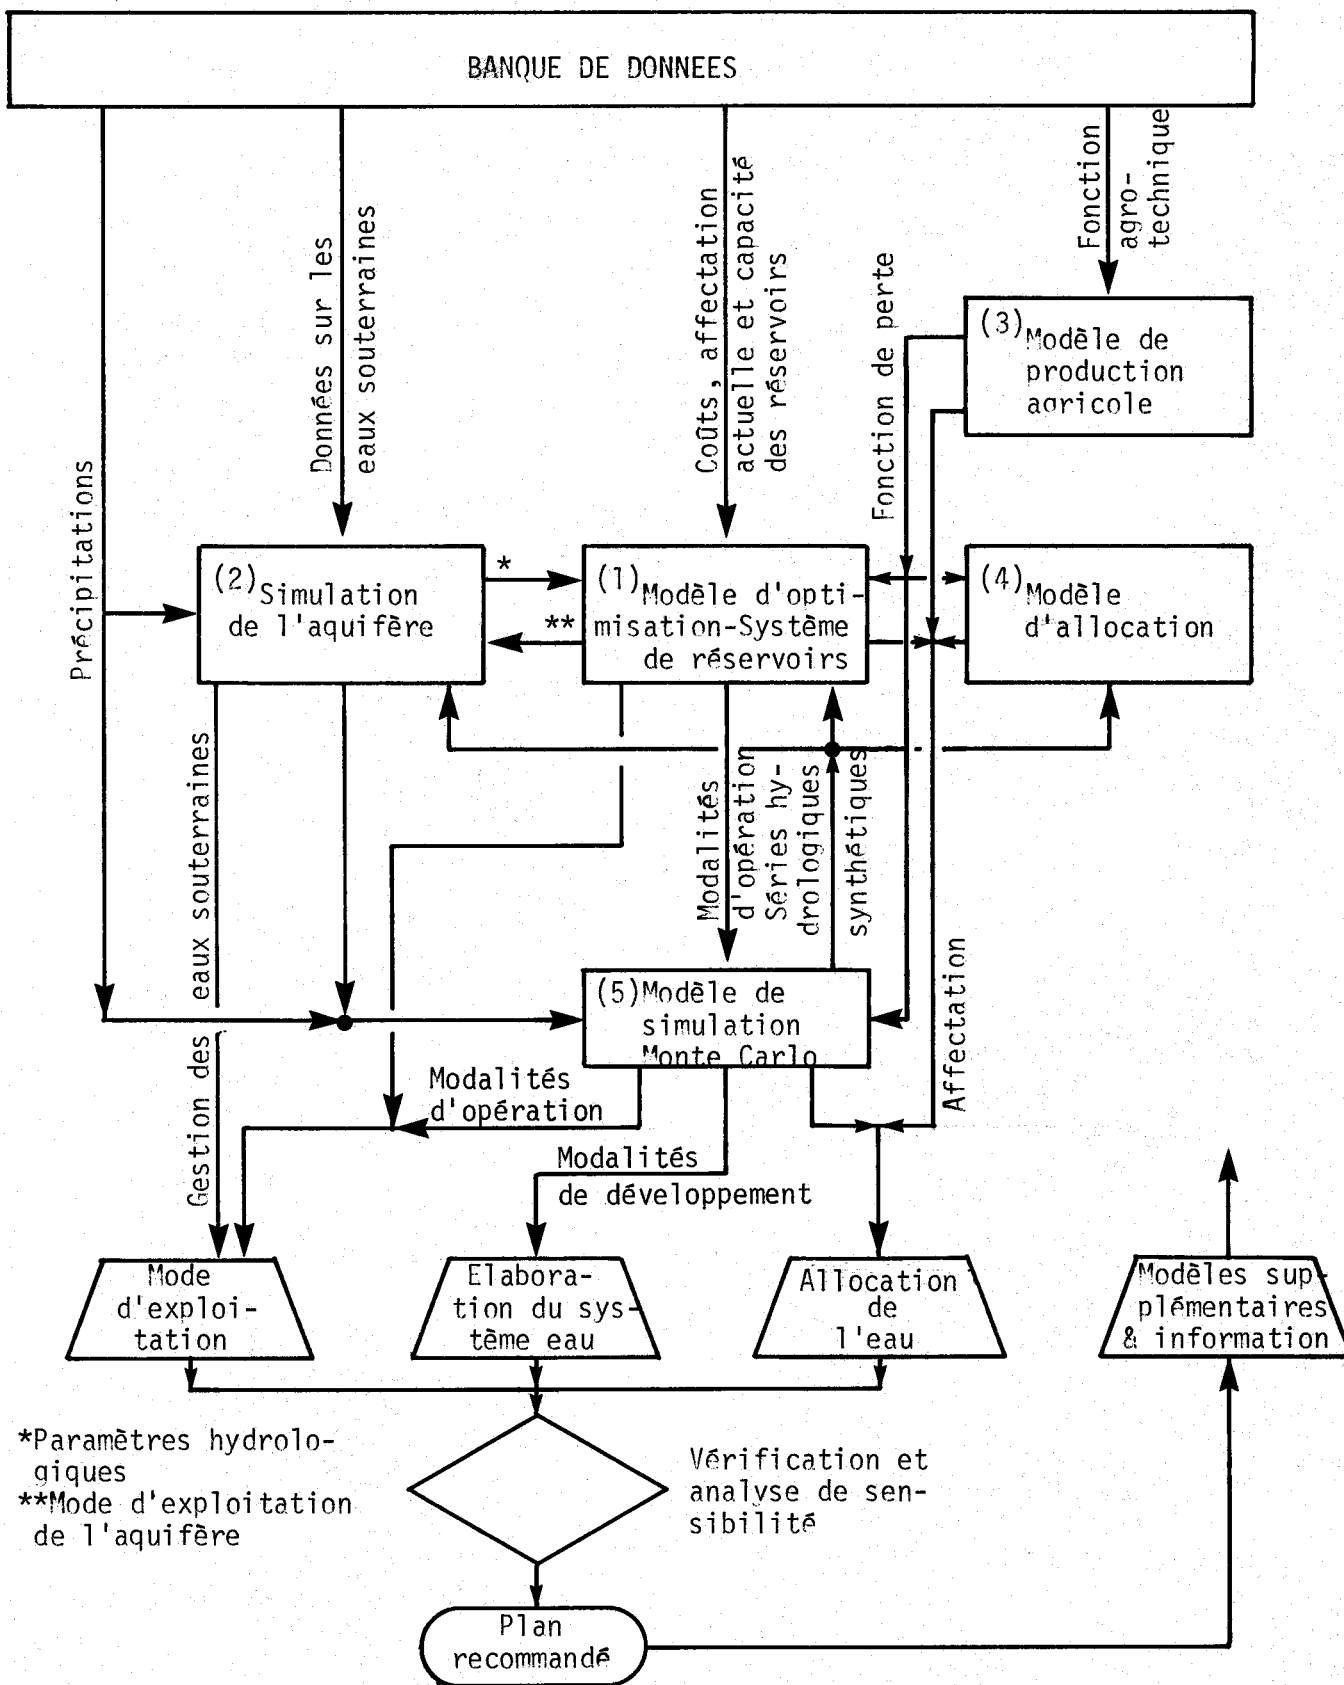 BANQUE DE DONNEES
Précipitations
Données sur les
eaux souterraines
Coûts, affectation
actuelle et capacité
des réservoirs
Fonction
agro-
technique
Fonction de perte
(3) Modèle de
production
agricole
(2) Simulation
de l'aquifère
*
**
(1) Modèle d'opti-
misation-Système
de réservoirs
(4) Modèle
d'allocation
Gestion des eaux souterraines
Modalités
d'opération
Séries hy-
drologiques
synthétiques
Affectation
(5) Modèle de
simulation
Monte Carlo
Modalités
d'opération
Modalités
de développement
Mode
d'exploi-
tation
Elabora-
tion du sys-
tème eau
Allocation
de
l'eau
Modèles sup-
plémentaires
& information
*Paramètres hydrolo-
giques
**Mode d'exploitation
de l'aquifère
Vérification et
analyse de sen-
sibilité
Plan
recommandé